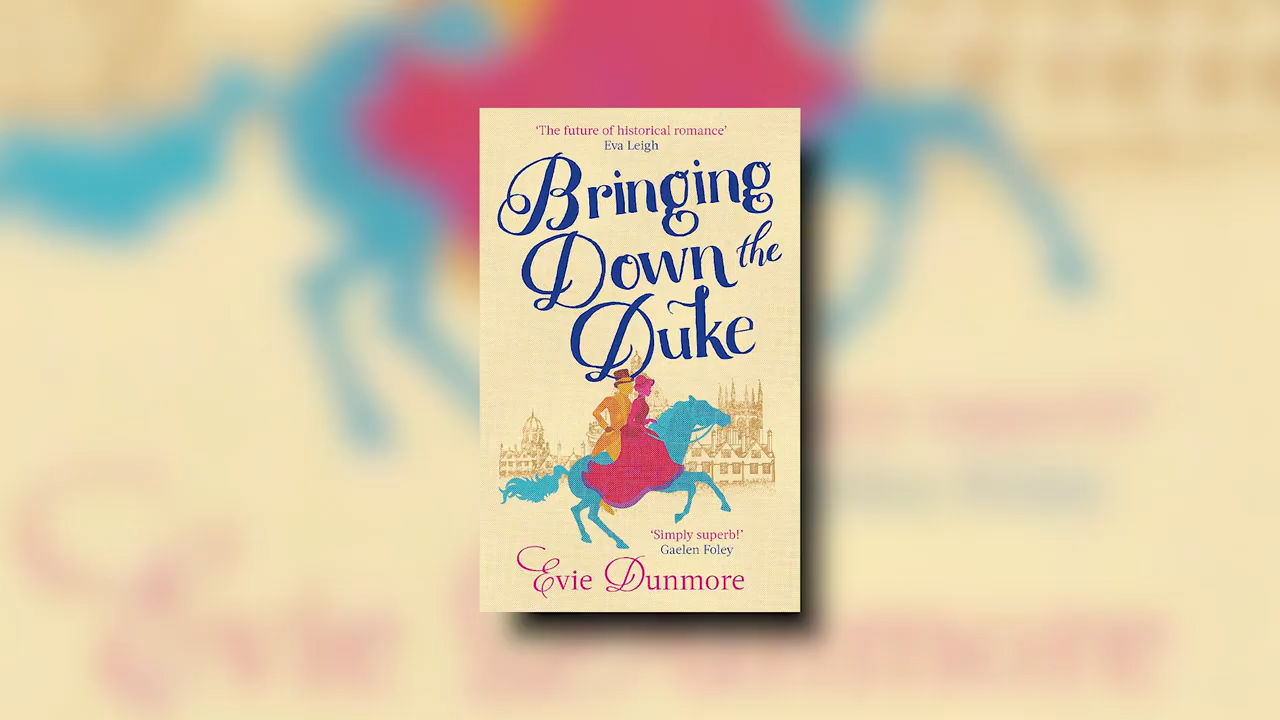 ‘The future of historical romance’
Eva Leigh
Bringing
Down the
Duke
‘Simply superb!’
Gaelen Foley
Evie Dunmore